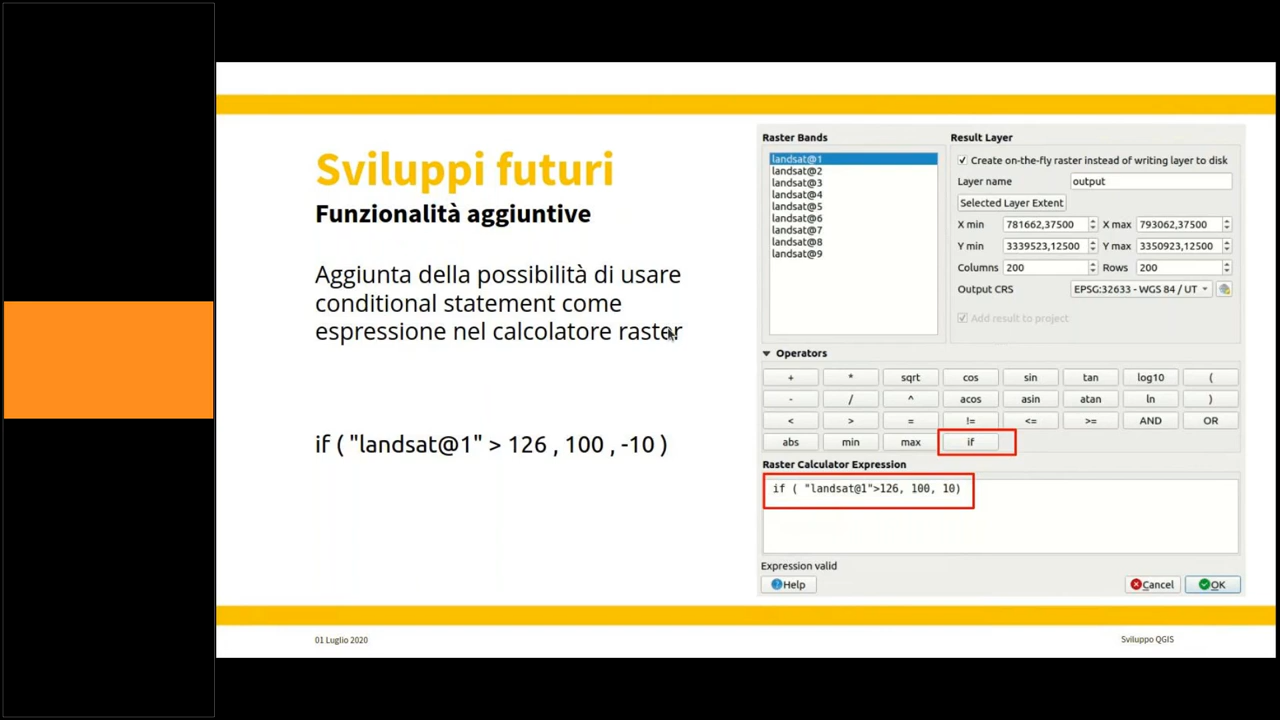 Sviluppi futuri
Funzionalità aggiuntive
Aggiunta della possibilità di usare
conditional statement come
espressione nel calcolatore raster
if ( "landsat@1" > 126 , 100 , -10 )
Raster Bands
landsat@1
landsat@2
landsat@3
landsat@4
landsat@5
landsat@6
landsat@7
landsat@8
landsat@9
Result Layer
Create on-the-fly raster instead of writing layer to disk
Layer name output
Selected Layer Extent
X min 781662,37500 X max 793062,37500
Y min 3339523,12500 Y max 3350923,12500
Columns 200 Rows 200
Output CRS EPSG:32633 - WGS 84 / UT
Add result to project
Operators
+ * sqrt cos sin tan log10 (
- / ^ acos asin atan ln )
< > = != <= >= AND OR
abs min max if
Raster Calculator Expression
if ( "landsat@1">126, 100, 10)
Expression valid
Help Cancel OK
01 Luglio 2020 Sviluppo QGIS